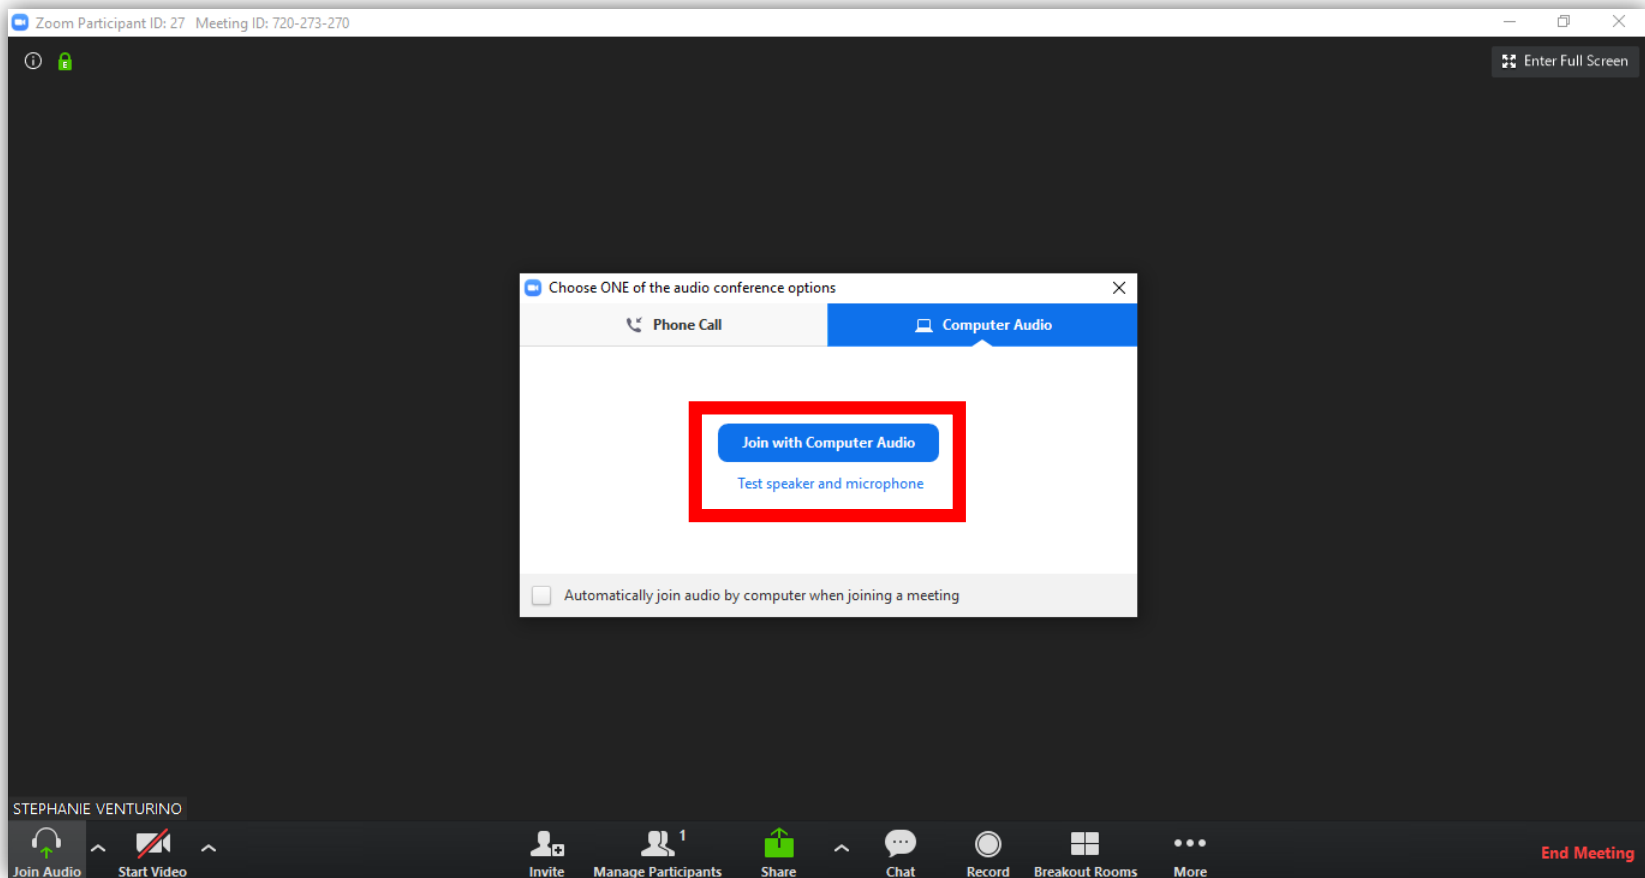 Zoom Participant ID: 27 Meeting ID: 720-273-270
Enter Full Screen
Choose ONE of the audio conference options
Phone Call
Computer Audio
Join with Computer Audio
Test speaker and microphone
Automatically join audio by computer when joining a meeting
STEPHANIE VENTURINO
1
Join Audio
Start Video
Invite
Manage Participants
Share
Chat
Record
Breakout Rooms
More
End Meeting